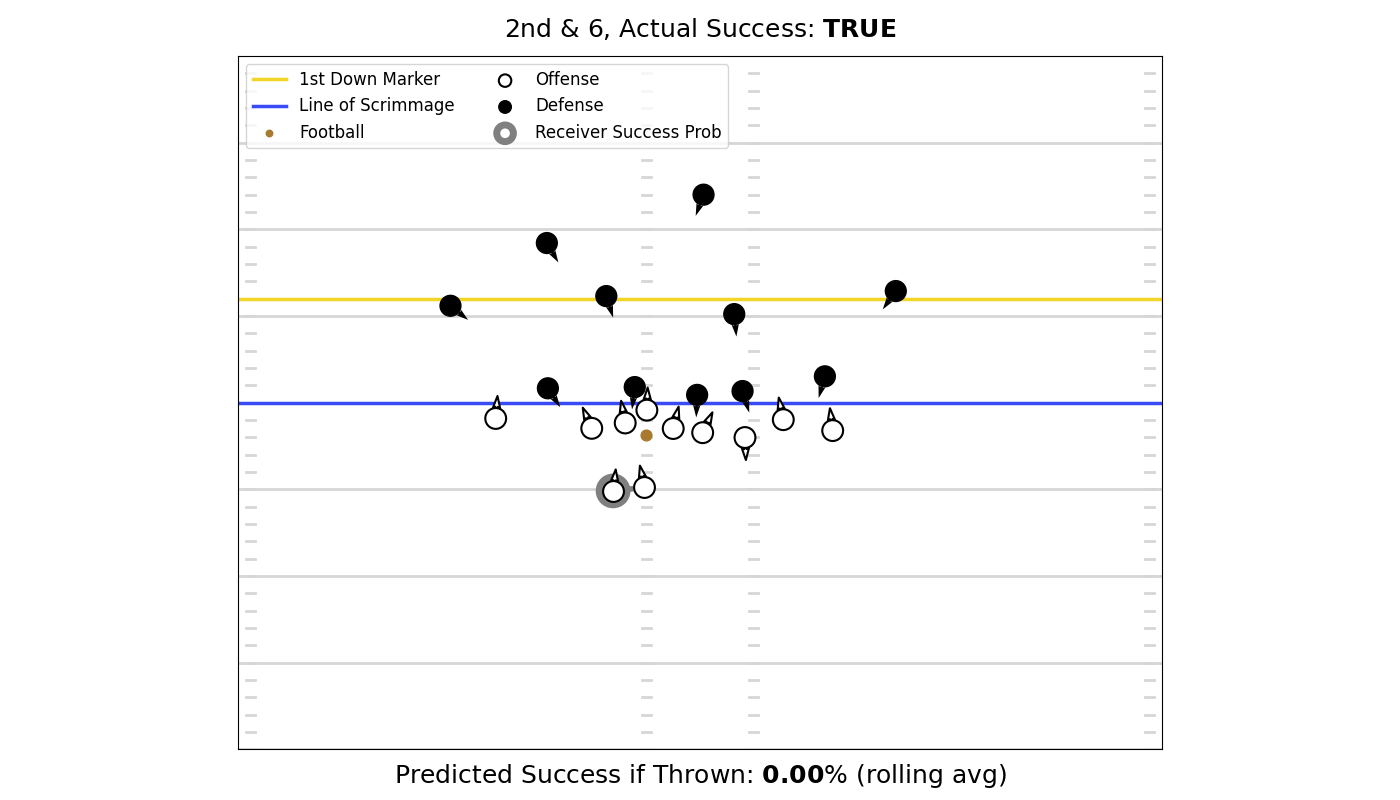 2nd & 6, Actual Success: TRUE
1st Down Marker
Line of Scrimmage
Football
Offense
Defense
Receiver Success Prob
Predicted Success if Thrown: 0.00% (rolling avg)